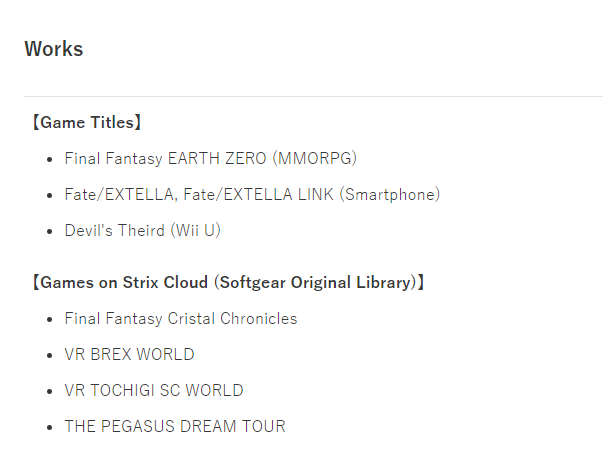 Works
【Game Titles】
• Final Fantasy EARTH ZERO (MMORPG)
• Fate/EXTELLA, Fate/EXTELLA LINK (Smartphone)
• Devil's Theird (Wii U)
【Games on Strix Cloud (Softgear Original Library)】
• Final Fantasy Cristal Chronicles
• VR BREX WORLD
• VR TOCHIGI SC WORLD
• THE PEGASUS DREAM TOUR